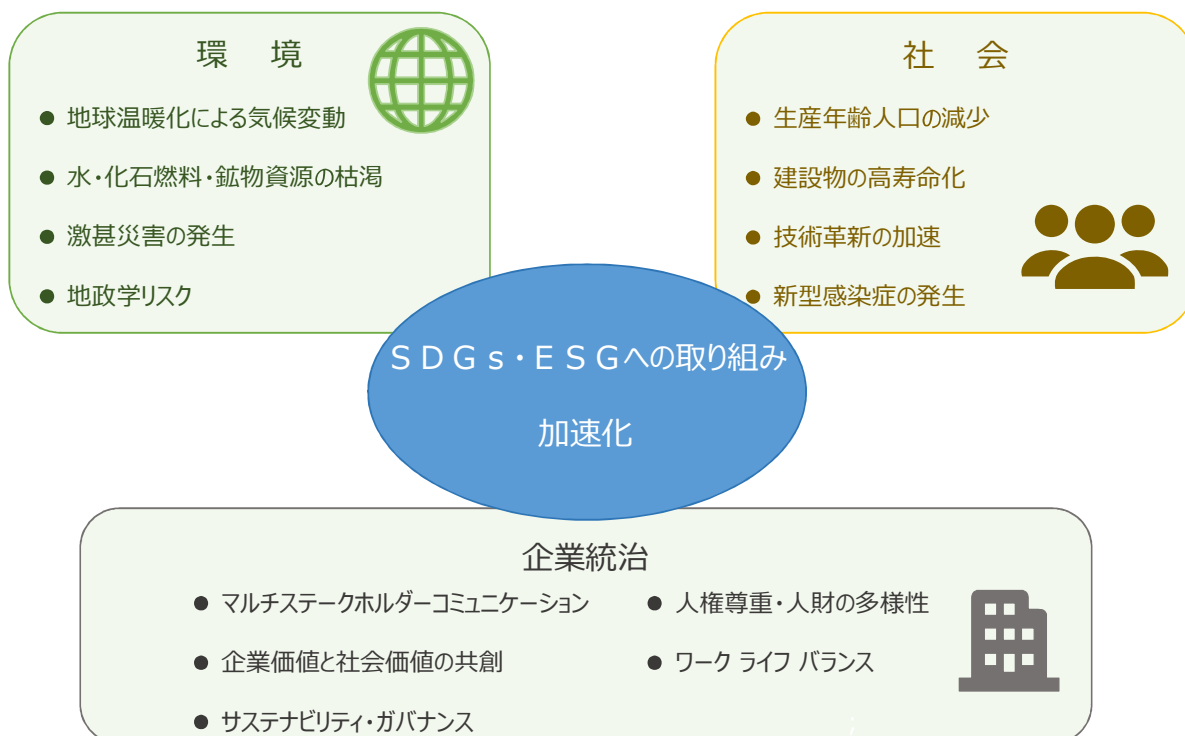 環　境
● 地球温暖化による気候変動
● 水・化石燃料・鉱物資源の枯渇
● 激甚災害の発生
● 地政学リスク
社　会
● 生産年齢人口の減少
● 建設物の高寿命化
● 技術革新の加速
● 新型感染症の発生
ＳＤＧｓ・ＥＳＧへの取り組み
加速化
企業統治
● マルチステークホルダーコミュニケーション
● 企業価値と社会価値の共創
● サステナビリティ・ガバナンス
● 人権尊重・人財の多様性
● ワーク ライフ バランス
;